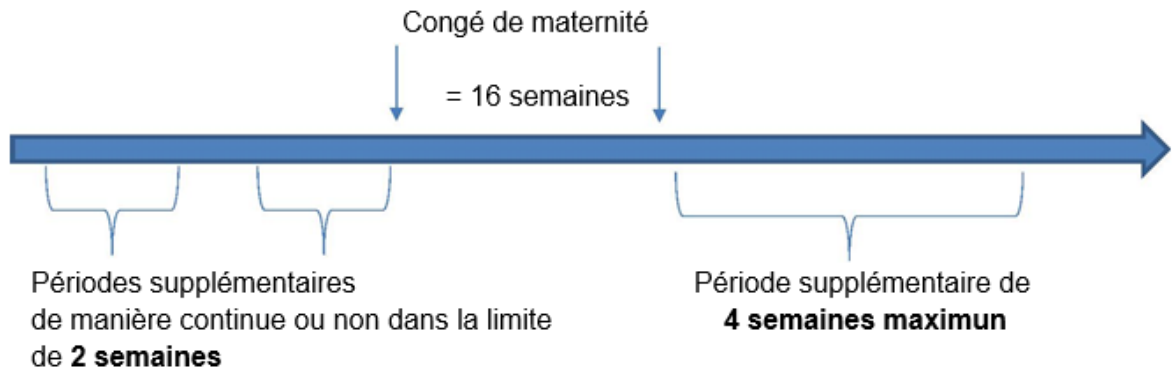 Congé de maternité
= 16 semaines
Périodes supplémentaires
de manière continue ou non dans la limite
de 2 semaines
Période supplémentaire de
4 semaines maximun